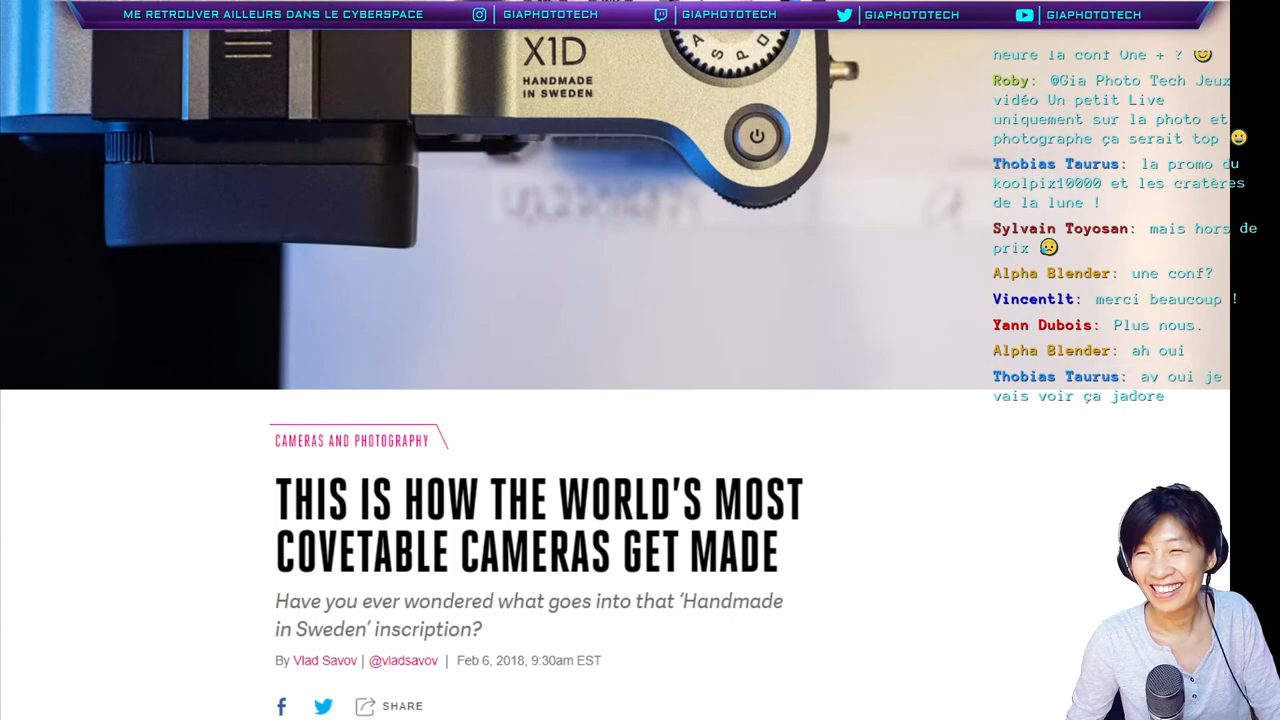 ME RETROUVER AILLEURS DANS LE CYBERSPACE
GIAPHOTOTECH
GIAPHOTOTECH
GIAPHOTOTECH
GIAPHOTOTECH
X1D
HANDMADE
IN SWEDEN
A S P
heure la conf One + ?
Roby: @Gia Photo Tech Jeux
vidéo Un petit Live
uniquement sur la photo et
photographe ça serait top
Thobias Taurus: la promo du
koolpix10000 et les cratères
de la lune !
Sylvain Toyosan: mais hors de
prix
Alpha Blender: une conf?
Vincentlt: merci beaucoup !
Yann Dubois: Plus nous.
Alpha Blender: ah oui
Thobias Taurus: av oui je
vais voir ça jadore
CAMERAS AND PHOTOGRAPHY
THIS IS HOW THE WORLD'S MOST
COVETABLE CAMERAS GET MADE
Have you ever wondered what goes into that ‘Handmade
in Sweden’ inscription?
By Vlad Savov | @vladsavov | Feb 6, 2018, 9:30am EST
SHARE